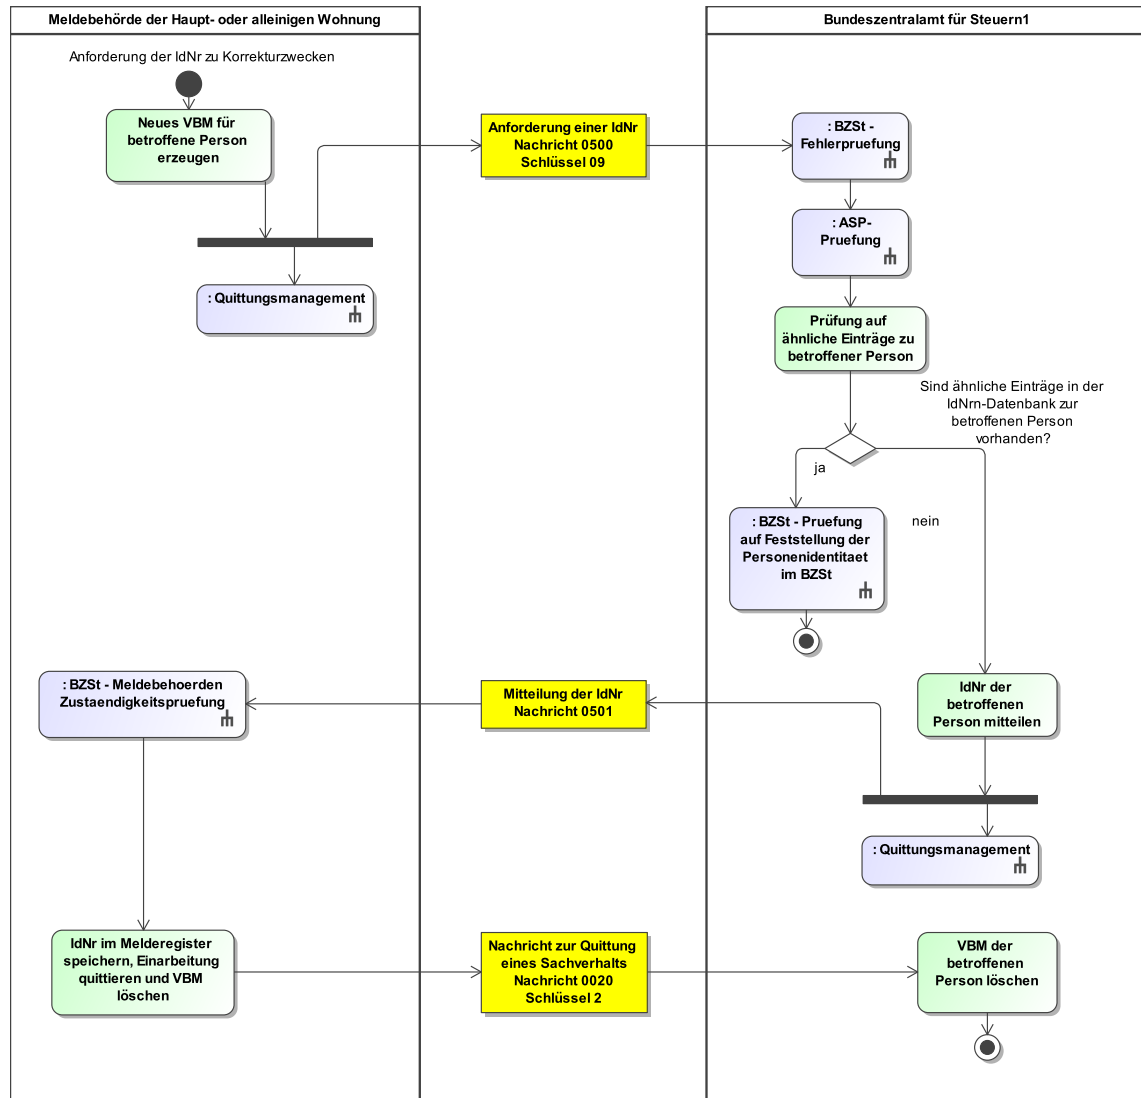 Meldebehörde der Haupt- oder alleinigen Wohnung
Bundeszentralamt für Steuern1
Anforderung der IdNr zu Korrekturzwecken
Neues VBM für
betroffene Person
erzeugen
Anforderung einer IdNr
Nachricht 0500
Schlüssel 09
: BZSt -
Fehlerpruefung
: ASP-
Pruefung
: Quittungsmanagement
Prüfung auf
ähnliche Einträge zu
betroffener Person
Sind ähnliche Einträge in der
IdNrn-Datenbank zur
betroffenen Person
vorhanden?
ja
nein
: BZSt - Pruefung
auf Feststellung der
Personenidentitaet
im BZSt
: BZSt - Meldebehoerden
Zustaendigkeitspruefung
Mitteilung der IdNr
Nachricht 0501
IdNr der
betroffenen
Person mitteilen
: Quittungsmanagement
IdNr im Melderegister
speichern, Einarbeitung
quittieren und VBM
löschen
Nachricht zur Quittung
eines Sachverhalts
Nachricht 0020
Schlüssel 2
VBM der
betroffenen
Person löschen